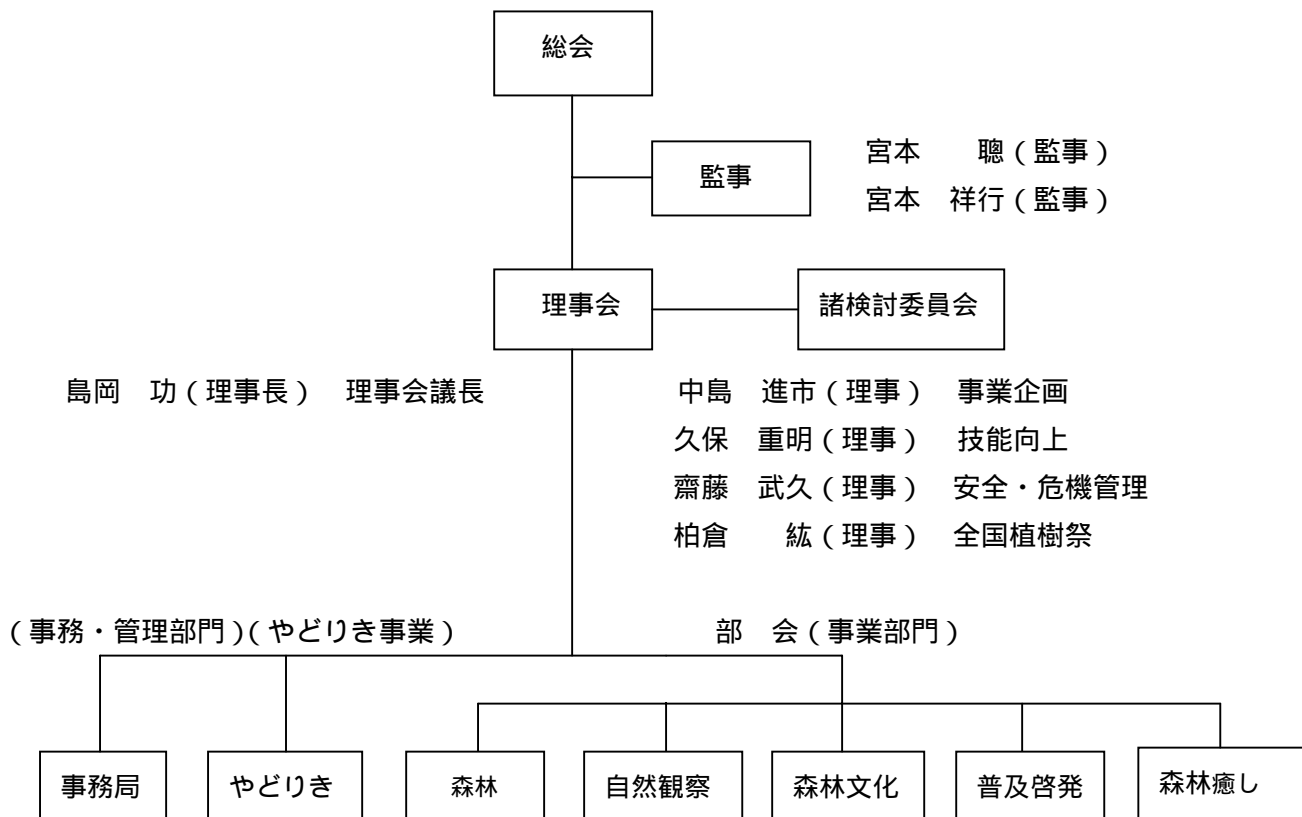 総会
監事
宮本　　聰（監事）
宮本　祥行（監事）
理事会
諸検討委員会
島岡　功（理事長）　理事会議長
中島　進市（理事）　事業企画
久保　重明（理事）　技能向上
齋藤　武久（理事）　安全・危機管理
柏倉　　紘（理事）　全国植樹祭
（事務・管理部門）（やどりき事業）
部　会（事業部門）
事務局
やどりき
森林
自然観察
森林文化
普及啓発
森林癒し